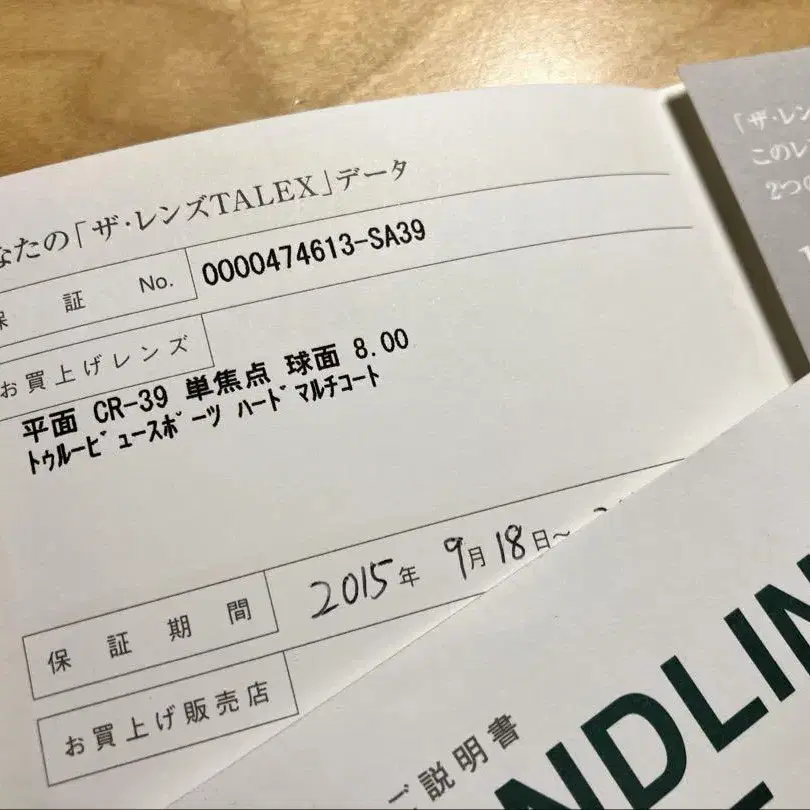 なたの「ザ・レンズTALEX」データ
保証 No. 0000474613-SA39
お買上げレンズ
平面 CR-39 単焦点 球面 8.00
トゥルービュースポーツ ハードマルチコート
保証期間 2015年 9月18日~
お買上げ販売店
「ザ・レン
このレ
2つの
ご説明書
NDLIN